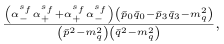 \frac{\left(\alpha_-^{s_f}\alpha_+^{s_f} + \alpha_+^{s_f}\alpha_-^{s_f}\right)\left(\bar{p}_0\bar{q}_0 - \bar{p}_3\bar{q}_3 - m_q^2\right)}{\left(\bar{p}^2 - m_q^2\right)\left(\bar{q}^2 - m_q^2\right)},